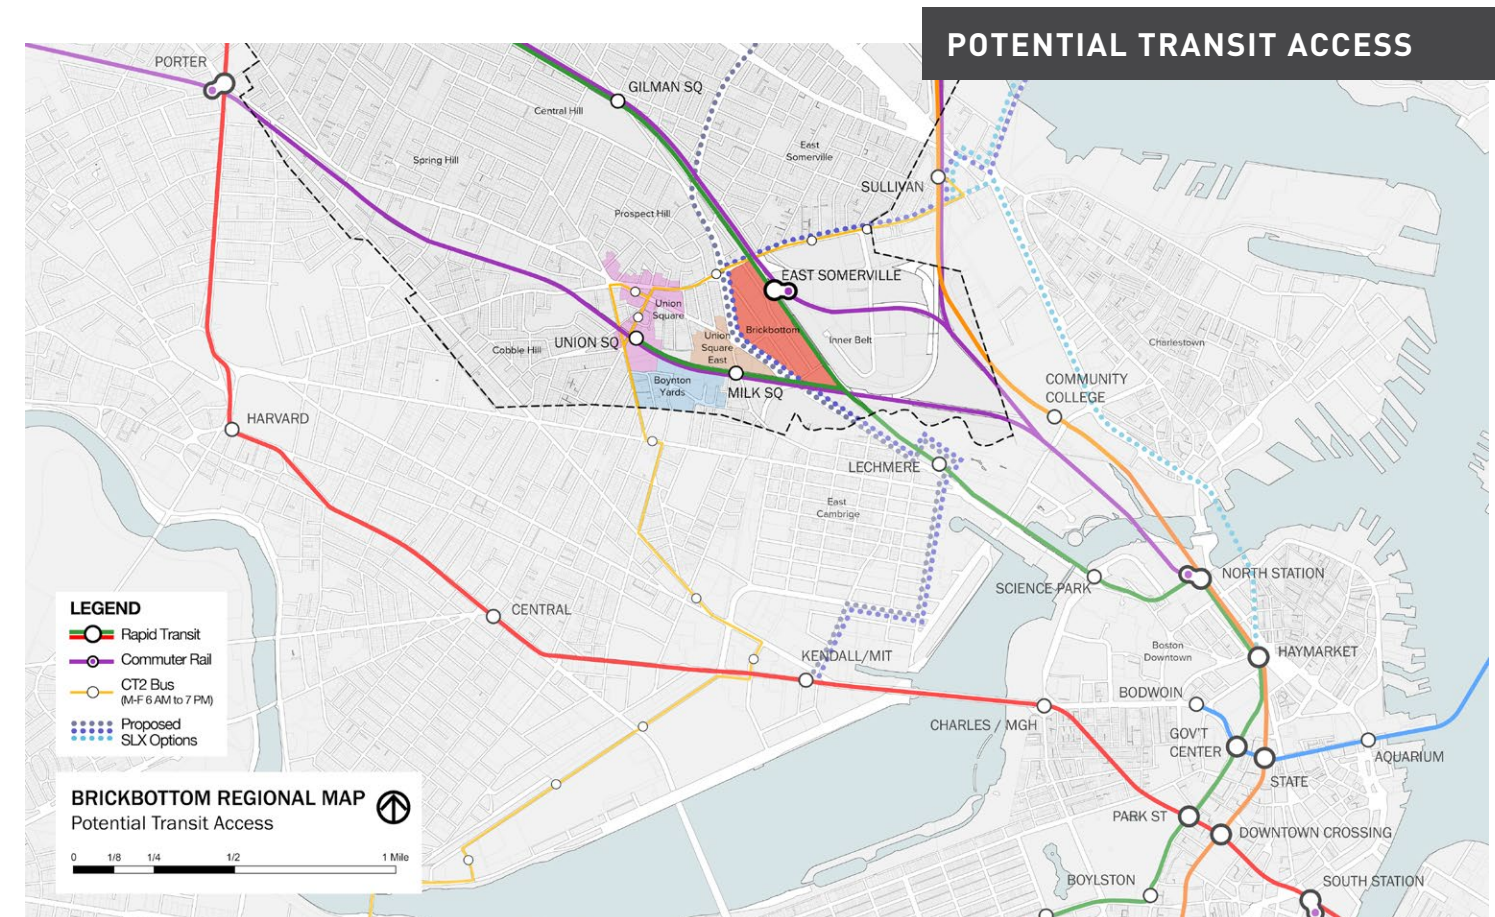 POTENTIAL TRANSIT ACCESS
PORTER
GILMAN SQ
Central Hill
East
Somerville
Spring Hill
SULLIVAN
Prospect Hill
EAST SOMERVILLE
Union
Square
Brickbottom
Union
Square
East
Inner Belt
UNION SQ
Cobble Hill
Charlestown
Boynton
Yards
MILK SQ
COMMUNITY
COLLEGE
HARVARD
LECHMERE
East
Cambrige
SCIENCE PARK
NORTH STATION
LEGEND
Rapid Transit
Commuter Rail
CT2 Bus
(M-F 6 AM to 7 PM)
Proposed
SLX Options
CENTRAL
KENDALL/MIT
Boston
Downtown
HAYMARKET
BODWOIN
CHARLES / MGH
GOV'T
CENTER
AQUARIUM
STATE
BRICKBOTTOM REGIONAL MAP
Potential Transit Access
0 1/8 1/4 1/2 1 Mile
PARK ST
DOWNTOWN CROSSING
BOYLSTON
SOUTH STATION